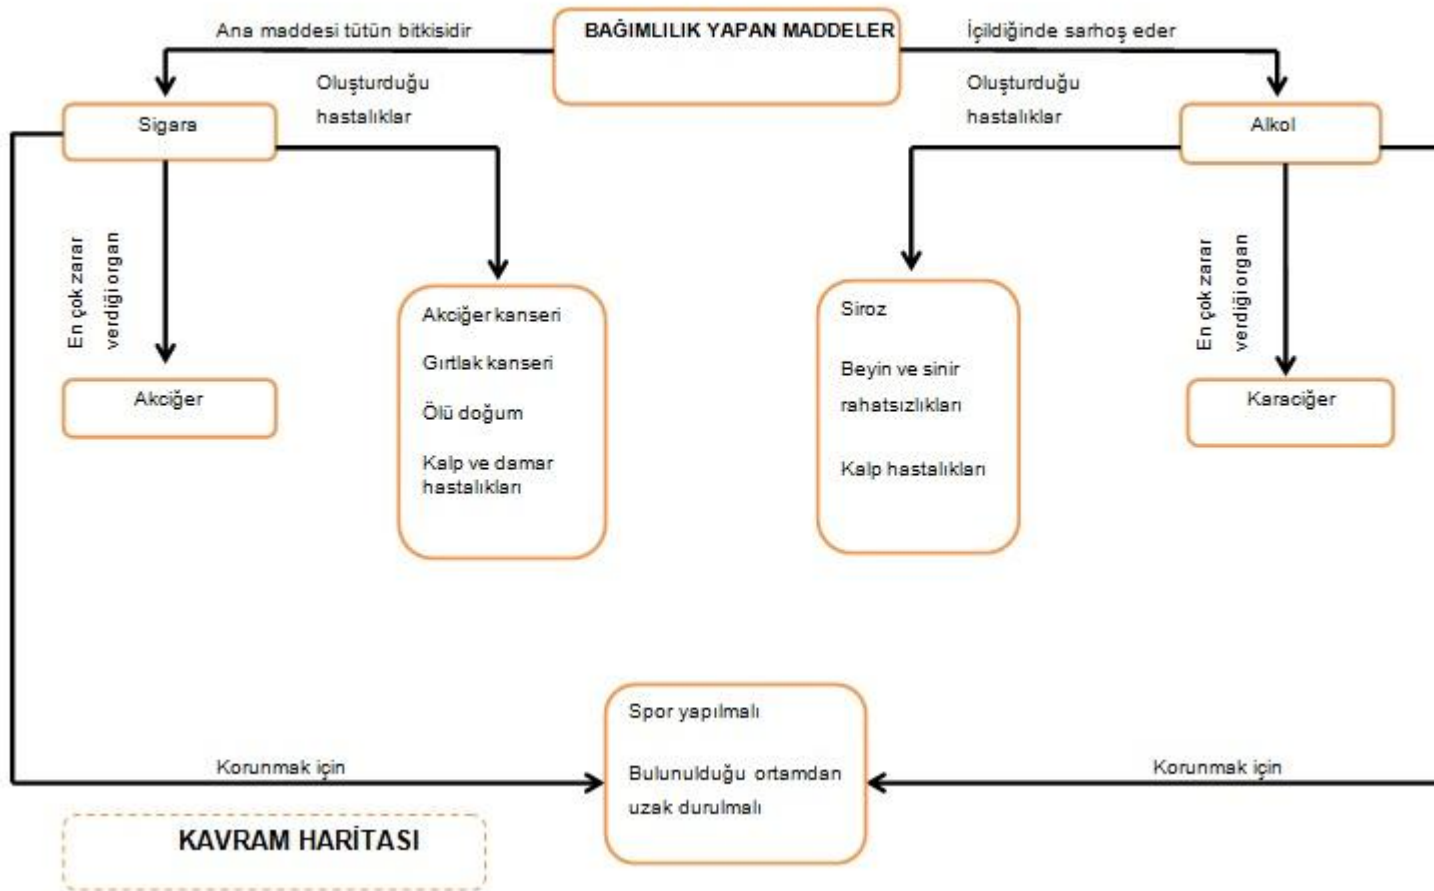 BAĞIMLILIK YAPAN MADDELER
Ana maddesi tütün bitkisidir
İçildiğinde sarhoş eder
Oluşturduğu
hastalıklar
Oluşturduğu
hastalıklar
Sigara
Alkol
En çok zarar
verdiği organ
En çok zarar
verdiği organ
Akciğer
Akciğer kanseri
Gırtlak kanseri
Ölü doğum
Kalp ve damar
hastalıkları
Siroz
Beyin ve sinir
rahatsızlıkları
Kalp hastalıkları
Karaciğer
Korunmak için
Spor yapılmalı
Bulunulduğu ortamdan
uzak durulmalı
Korunmak için
KAVRAM HARİTASI